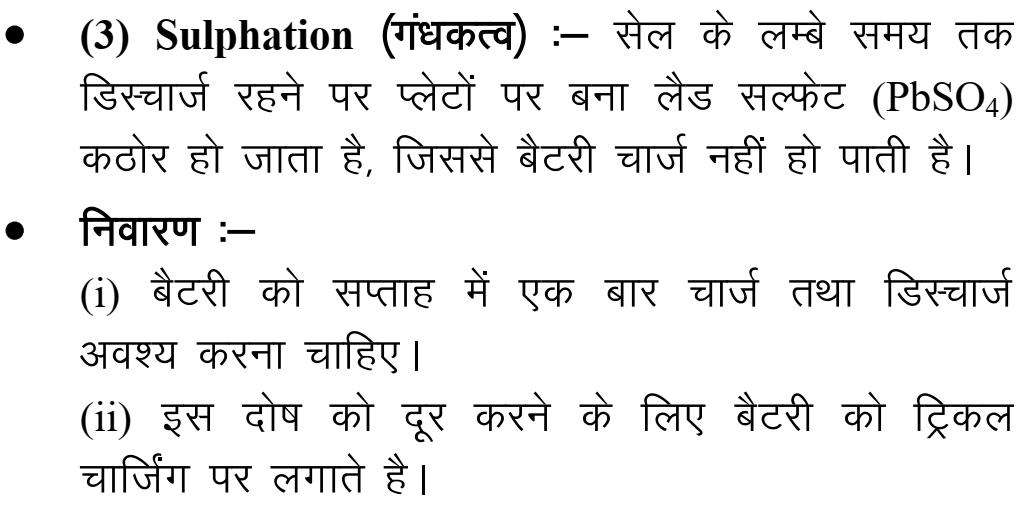 • (3) Sulphation (गंधकत्व) :– सेल के लम्बे समय तक
डिस्चार्ज रहने पर प्लेटों पर बना लैड सल्फेट (PbSO₄)
कठोर हो जाता है, जिससे बैटरी चार्ज नहीं हो पाती है।
• निवारण :–
(i) बैटरी को सप्ताह में एक बार चार्ज तथा डिस्चार्ज
अवश्य करना चाहिए।
(ii) इस दोष को दूर करने के लिए बैटरी को ट्रिकल
चार्जिंग पर लगाते है।